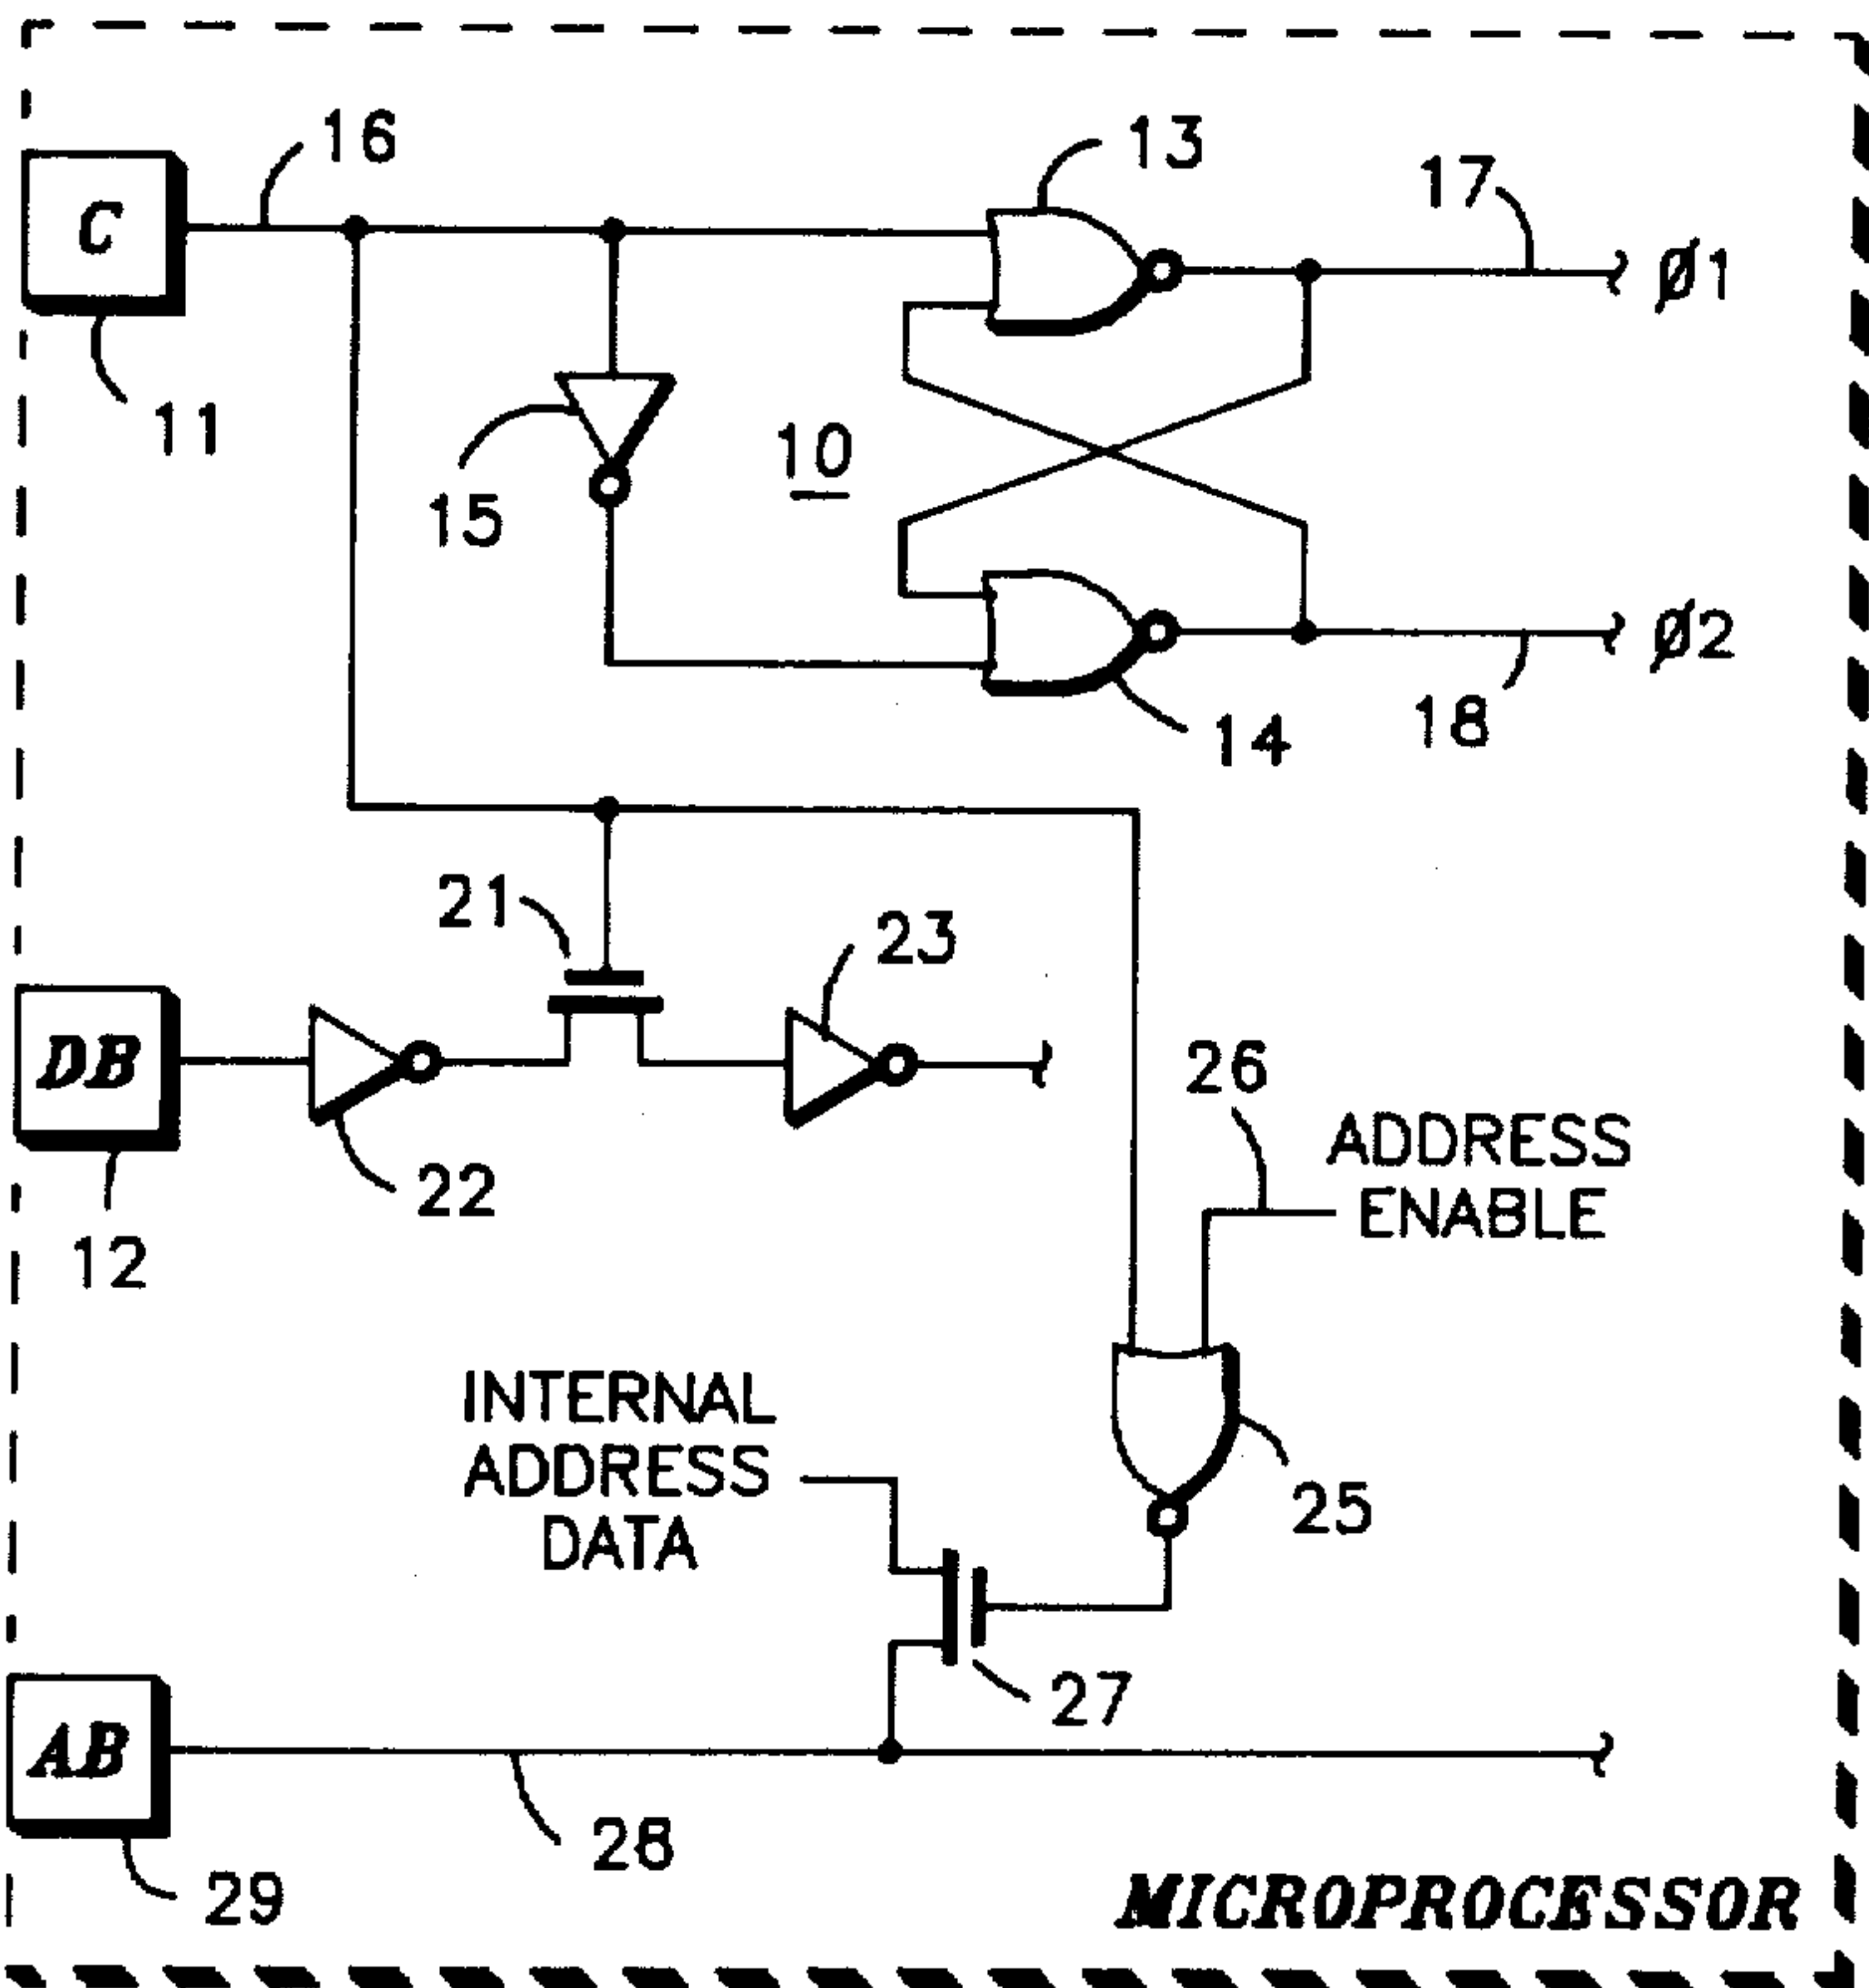 16
13
17
C
Ø1
11
10
15
Ø2
14
18
21
23
DB
26
ADDRESS
ENABLE
22
12
INTERNAL
ADDRESS
DATA
25
27
AB
28
29
MICROPROCESSOR